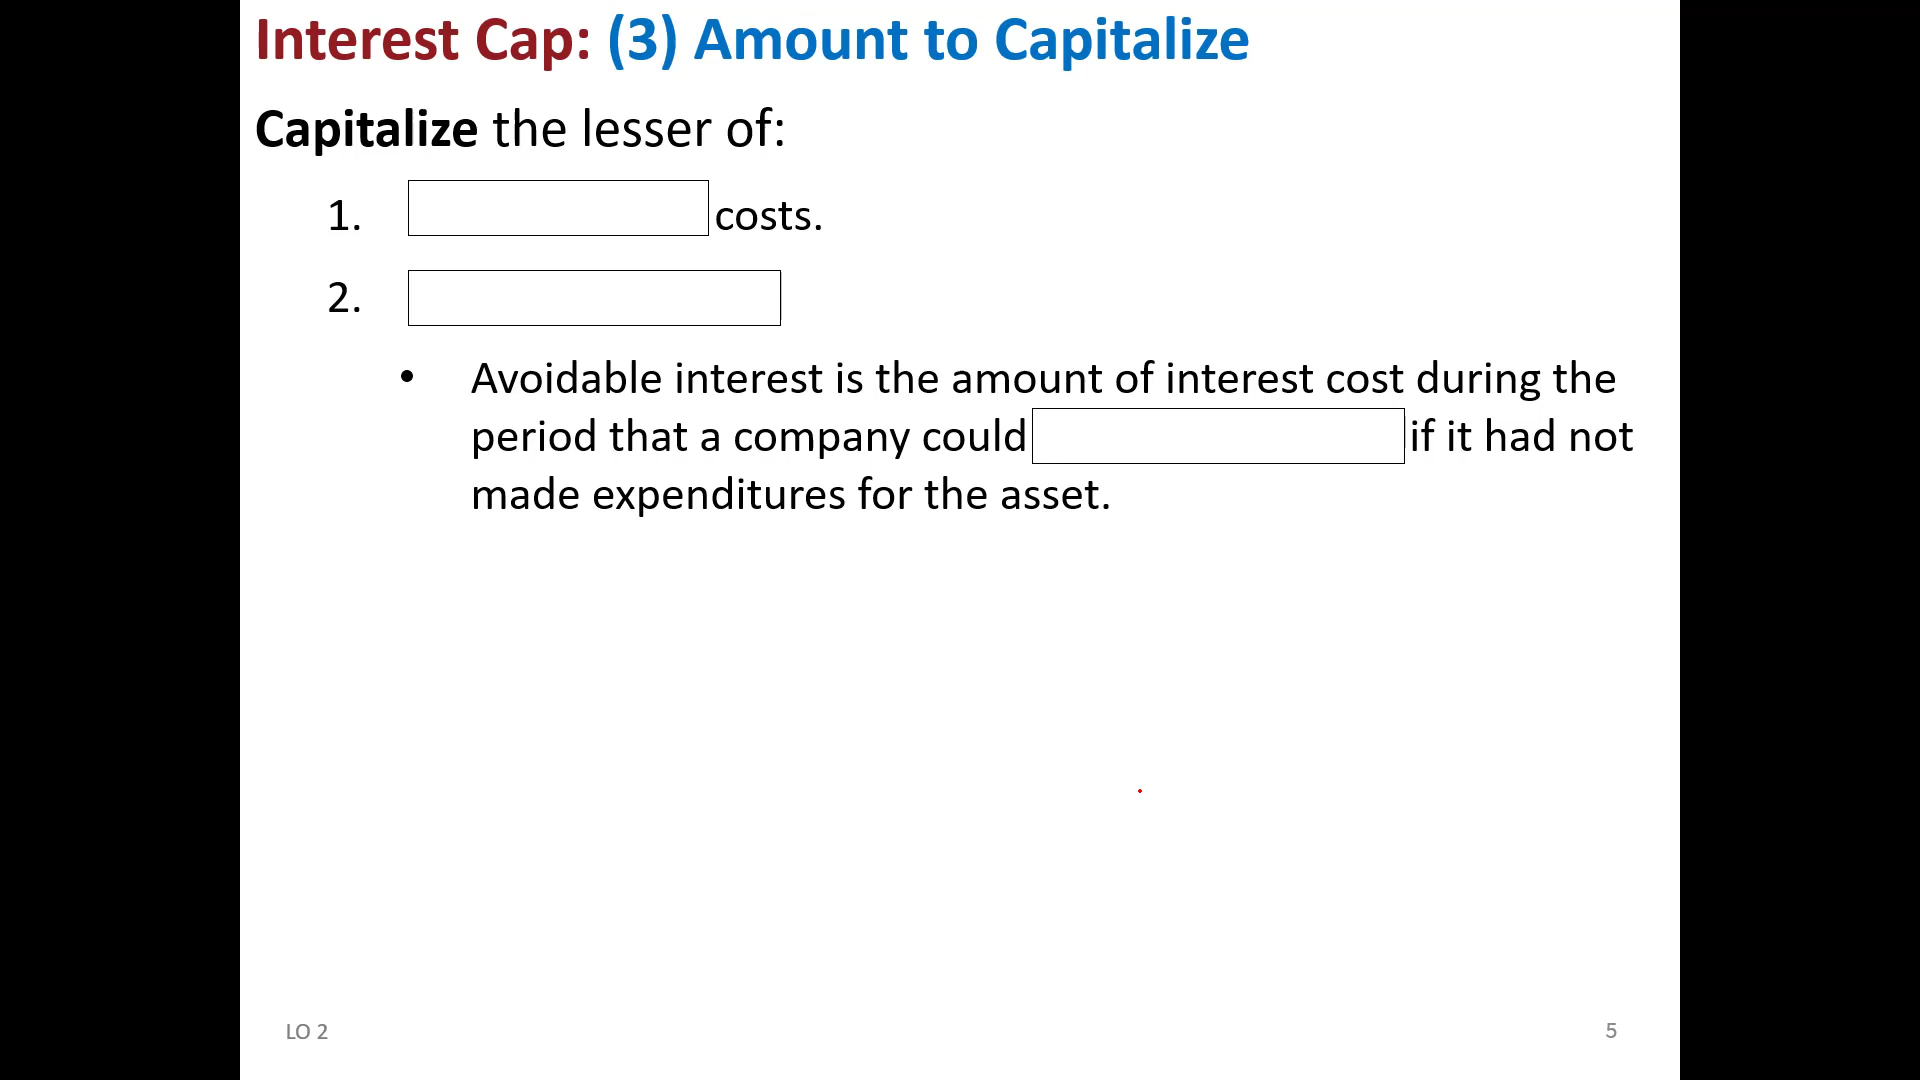 Interest Cap: (3) Amount to Capitalize
Capitalize the lesser of:
1. costs.
2.
• Avoidable interest is the amount of interest cost during the
period that a company could if it had not
made expenditures for the asset.
LO 2
5